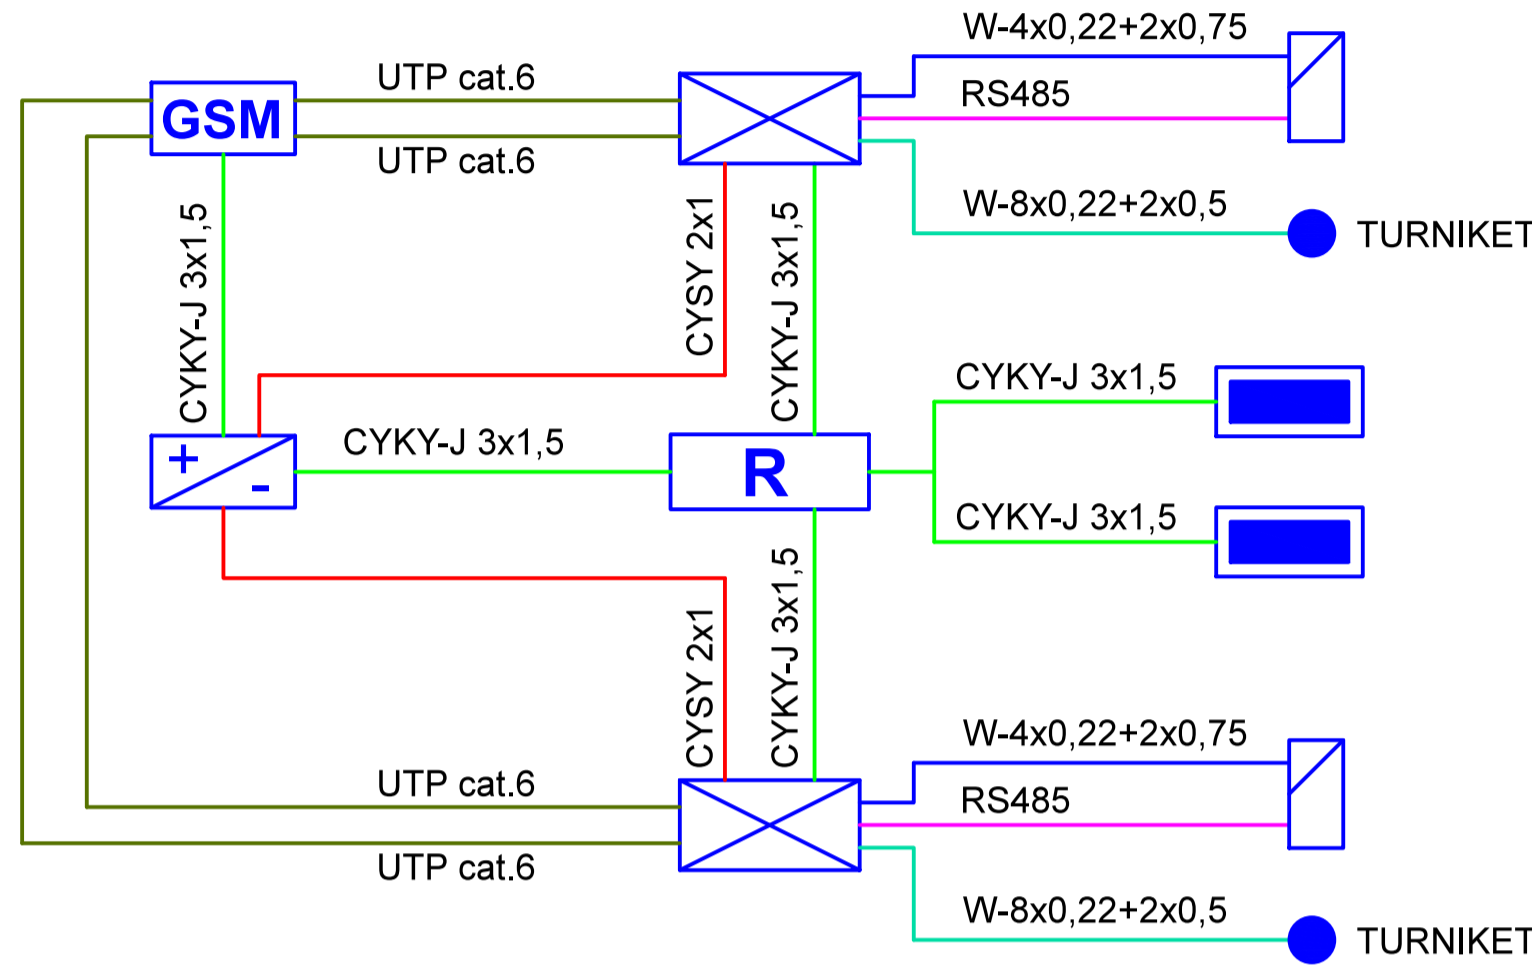 W-4x0,22+2x0,75
UTP cat.6
RS485
GSM
UTP cat.6
W-8x0,22+2x0,5
TURNIKET
CYKY-J 3x1,5
CYSY 2x1
CYKY-J 3x1,5
CYKY-J 3x1,5
CYKY-J 3x1,5
+
-
R
CYKY-J 3x1,5
CYSY 2x1
CYKY-J 3x1,5
W-4x0,22+2x0,75
UTP cat.6
RS485
UTP cat.6
W-8x0,22+2x0,5
TURNIKET